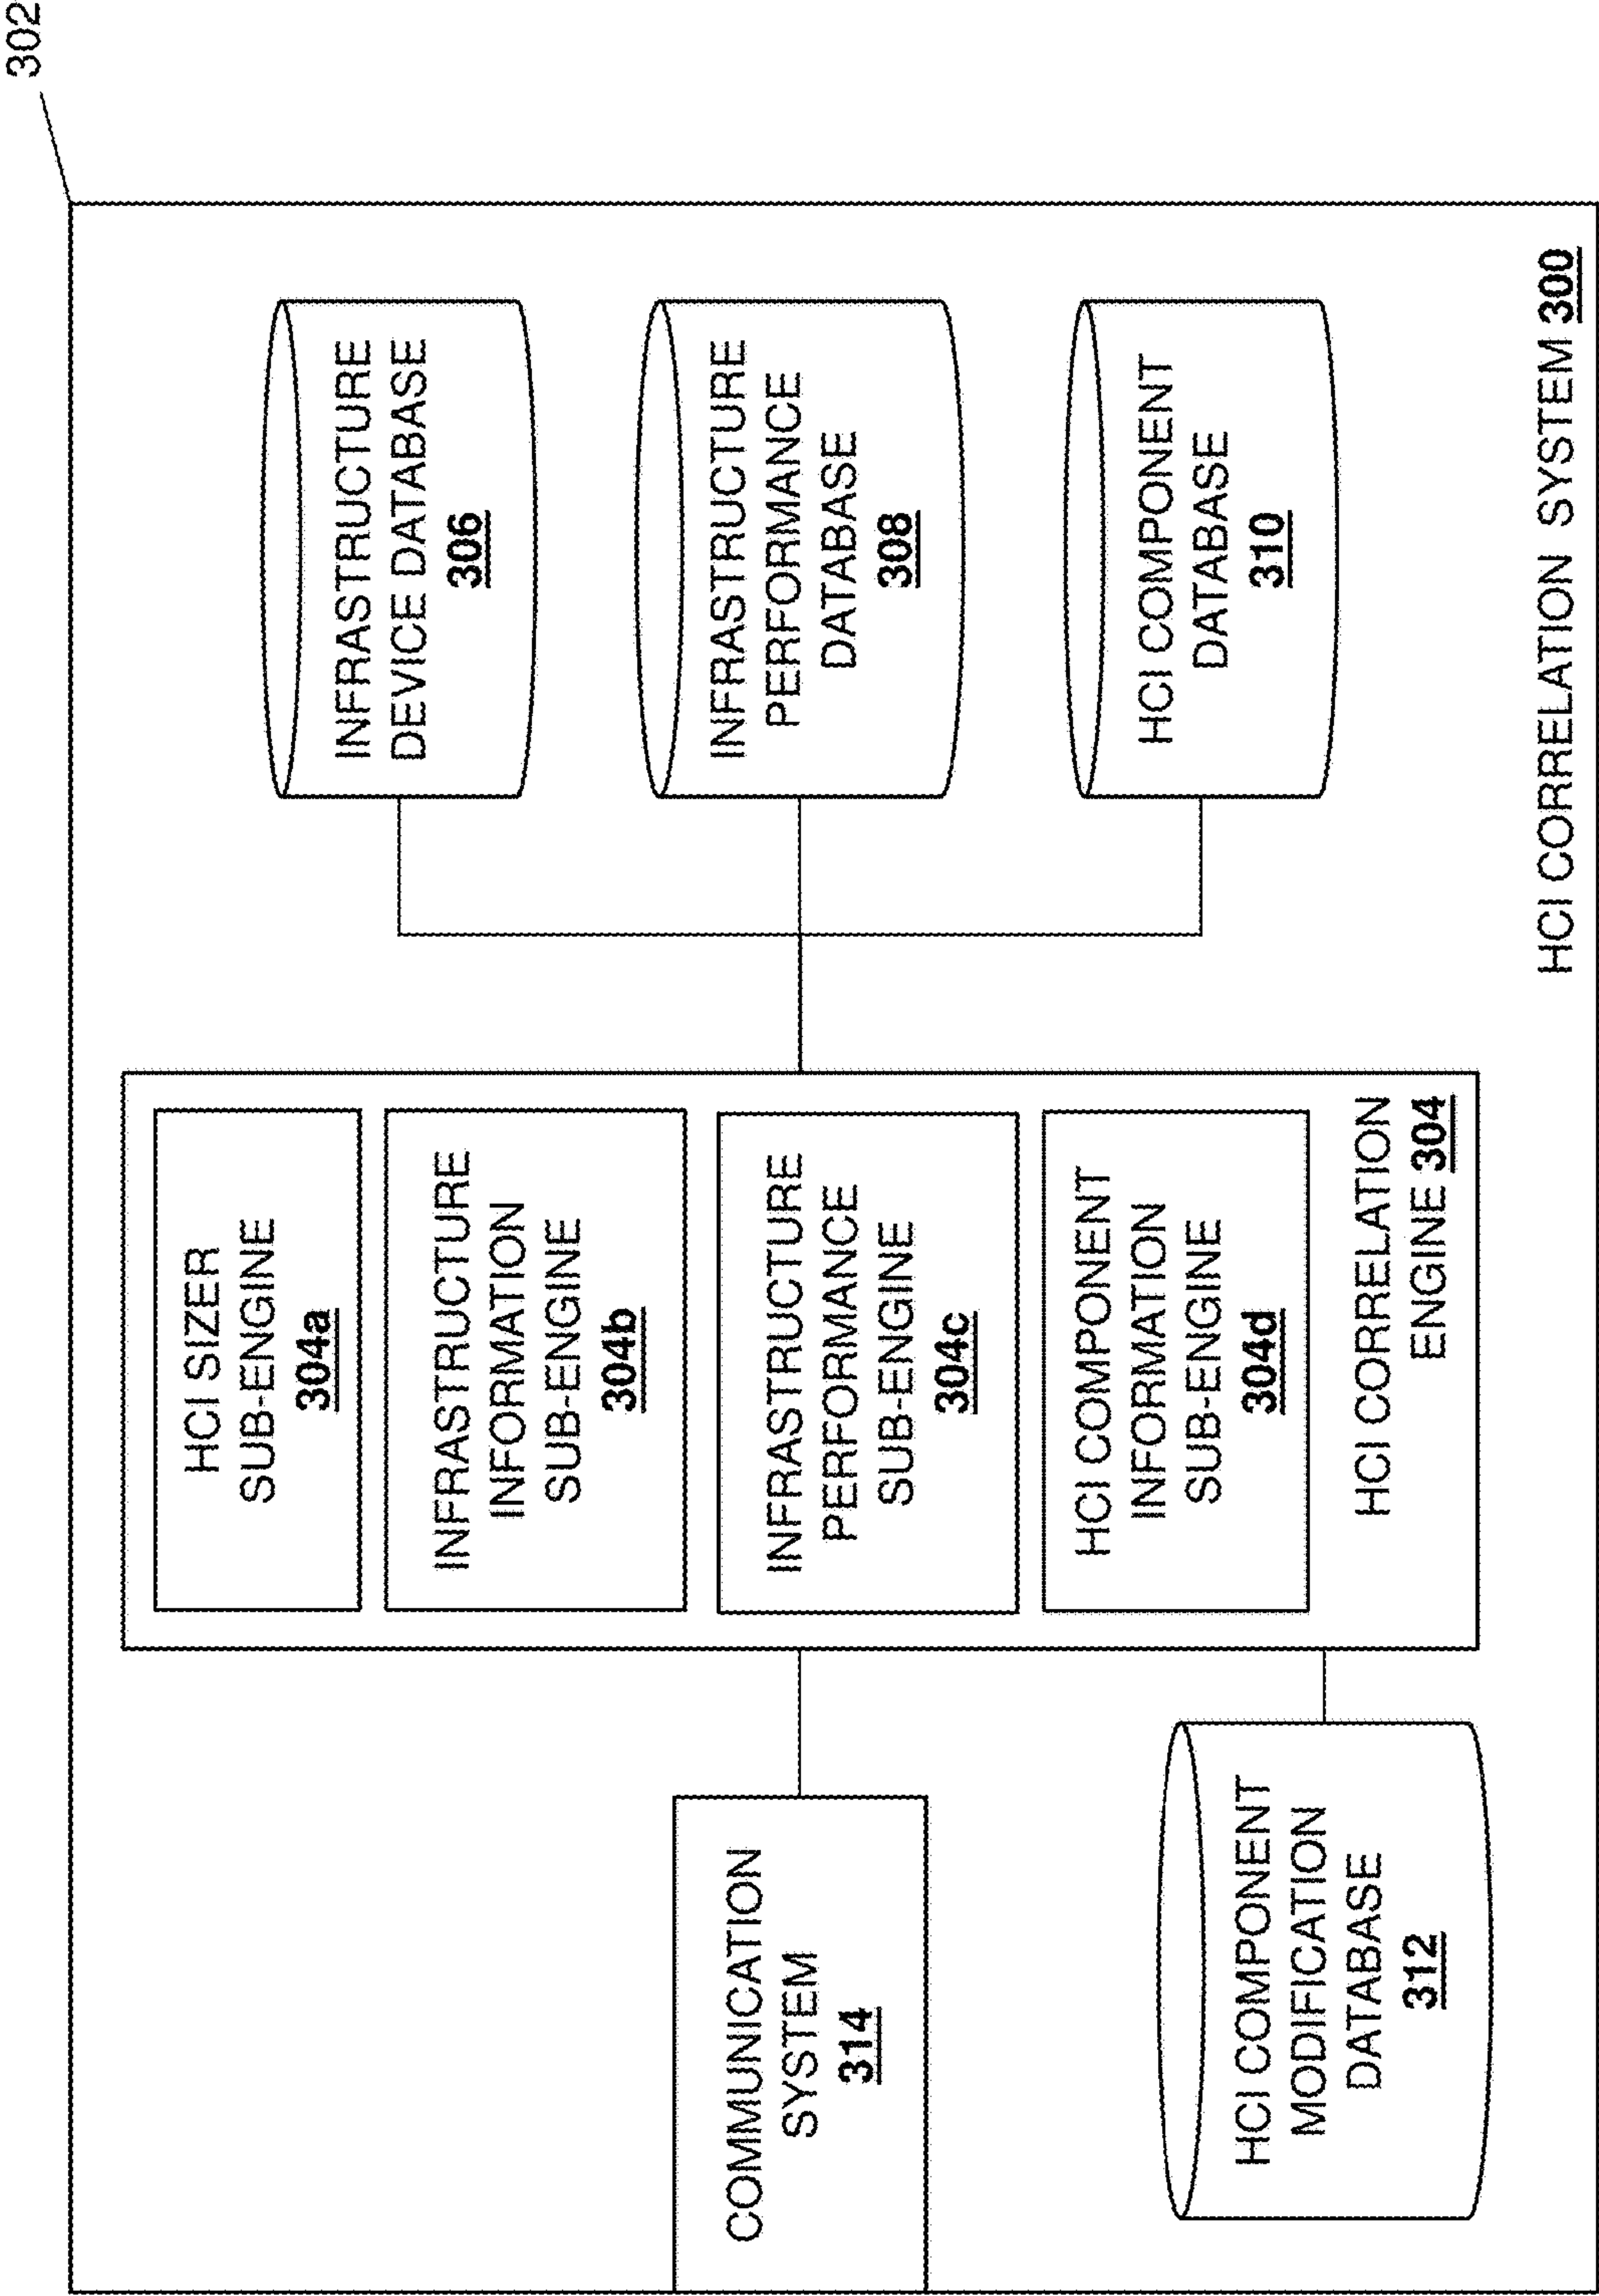 302
HCI SIZER
SUB-ENGINE
304a
INFRASTRUCTURE
INFORMATION
SUB-ENGINE
304b
INFRASTRUCTURE
PERFORMANCE
SUB-ENGINE
304c
HCI COMPONENT
INFORMATION
SUB-ENGINE
304d
HCI CORRELATION
ENGINE 304
COMMUNICATION
SYSTEM
314
HCI COMPONENT
MODIFICATION
DATABASE
312
INFRASTRUCTURE
DEVICE DATABASE
306
INFRASTRUCTURE
PERFORMANCE
DATABASE
308
HCI COMPONENT
DATABASE
310
HCI CORRELATION SYSTEM 300